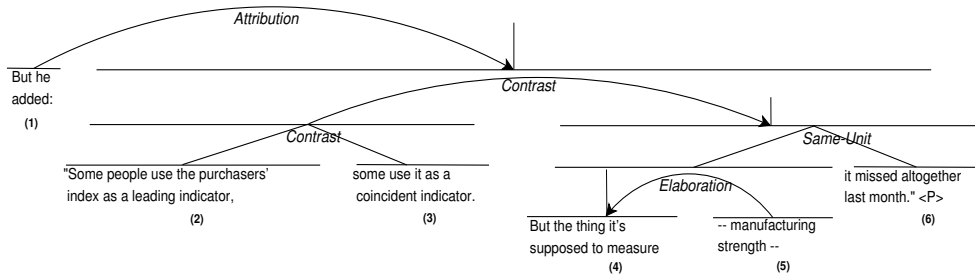 Attribution
But he
added:
(1)
Contrast
Contrast
Same-Unit
"Some people use the purchasers'
index as a leading indicator,
(2)
some use it as a
coincident indicator.
(3)
Elaboration
it missed altogether
last month." <P>
(6)
But the thing it's
supposed to measure
(4)
-- manufacturing
strength --
(5)